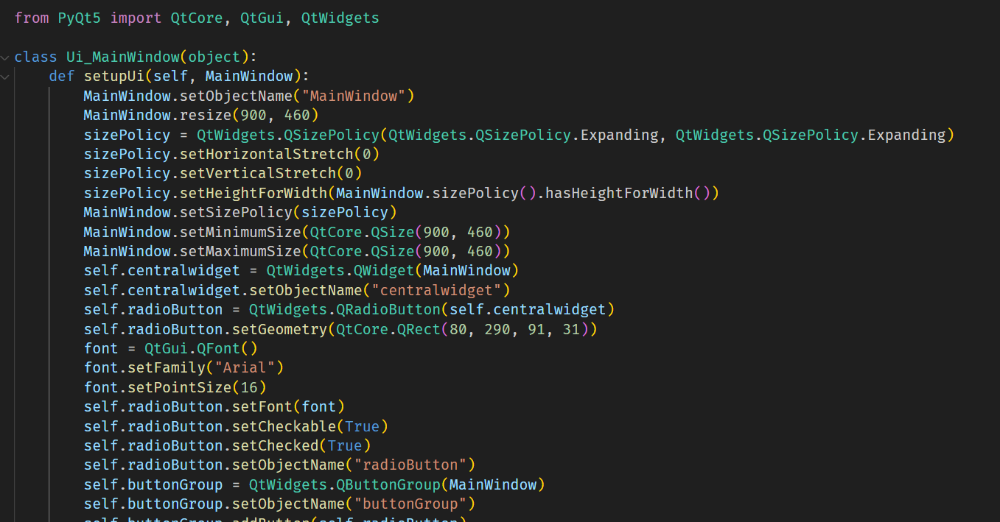 from PyQt5 import QtCore, QtGui, QtWidgets
class Ui_MainWindow(object):
def setupUi(self, MainWindow):
MainWindow.setObjectName("MainWindow")
MainWindow.resize(900, 460)
sizePolicy = QtWidgets.QSizePolicy(QtWidgets.QSizePolicy.Expanding, QtWidgets.QSizePolicy.Expanding)
sizePolicy.setHorizontalStretch(0)
sizePolicy.setVerticalStretch(0)
sizePolicy.setHeightForWidth(MainWindow.sizePolicy().hasHeightForWidth())
MainWindow.setSizePolicy(sizePolicy)
MainWindow.setMinimumSize(QtCore.QSize(900, 460))
MainWindow.setMaximumSize(QtCore.QSize(900, 460))
self.centralwidget = QtWidgets.QWidget(MainWindow)
self.centralwidget.setObjectName("centralwidget")
self.radioButton = QtWidgets.QRadioButton(self.centralwidget)
self.radioButton.setGeometry(QtCore.QRect(80, 290, 91, 31))
font = QtGui.QFont()
font.setFamily("Arial")
font.setPointSize(16)
self.radioButton.setFont(font)
self.radioButton.setCheckable(True)
self.radioButton.setChecked(True)
self.radioButton.setObjectName("radioButton")
self.buttonGroup = QtWidgets.QButtonGroup(MainWindow)
self.buttonGroup.setObjectName("buttonGroup")
self.buttonGroup.addButton(self.radioButton)